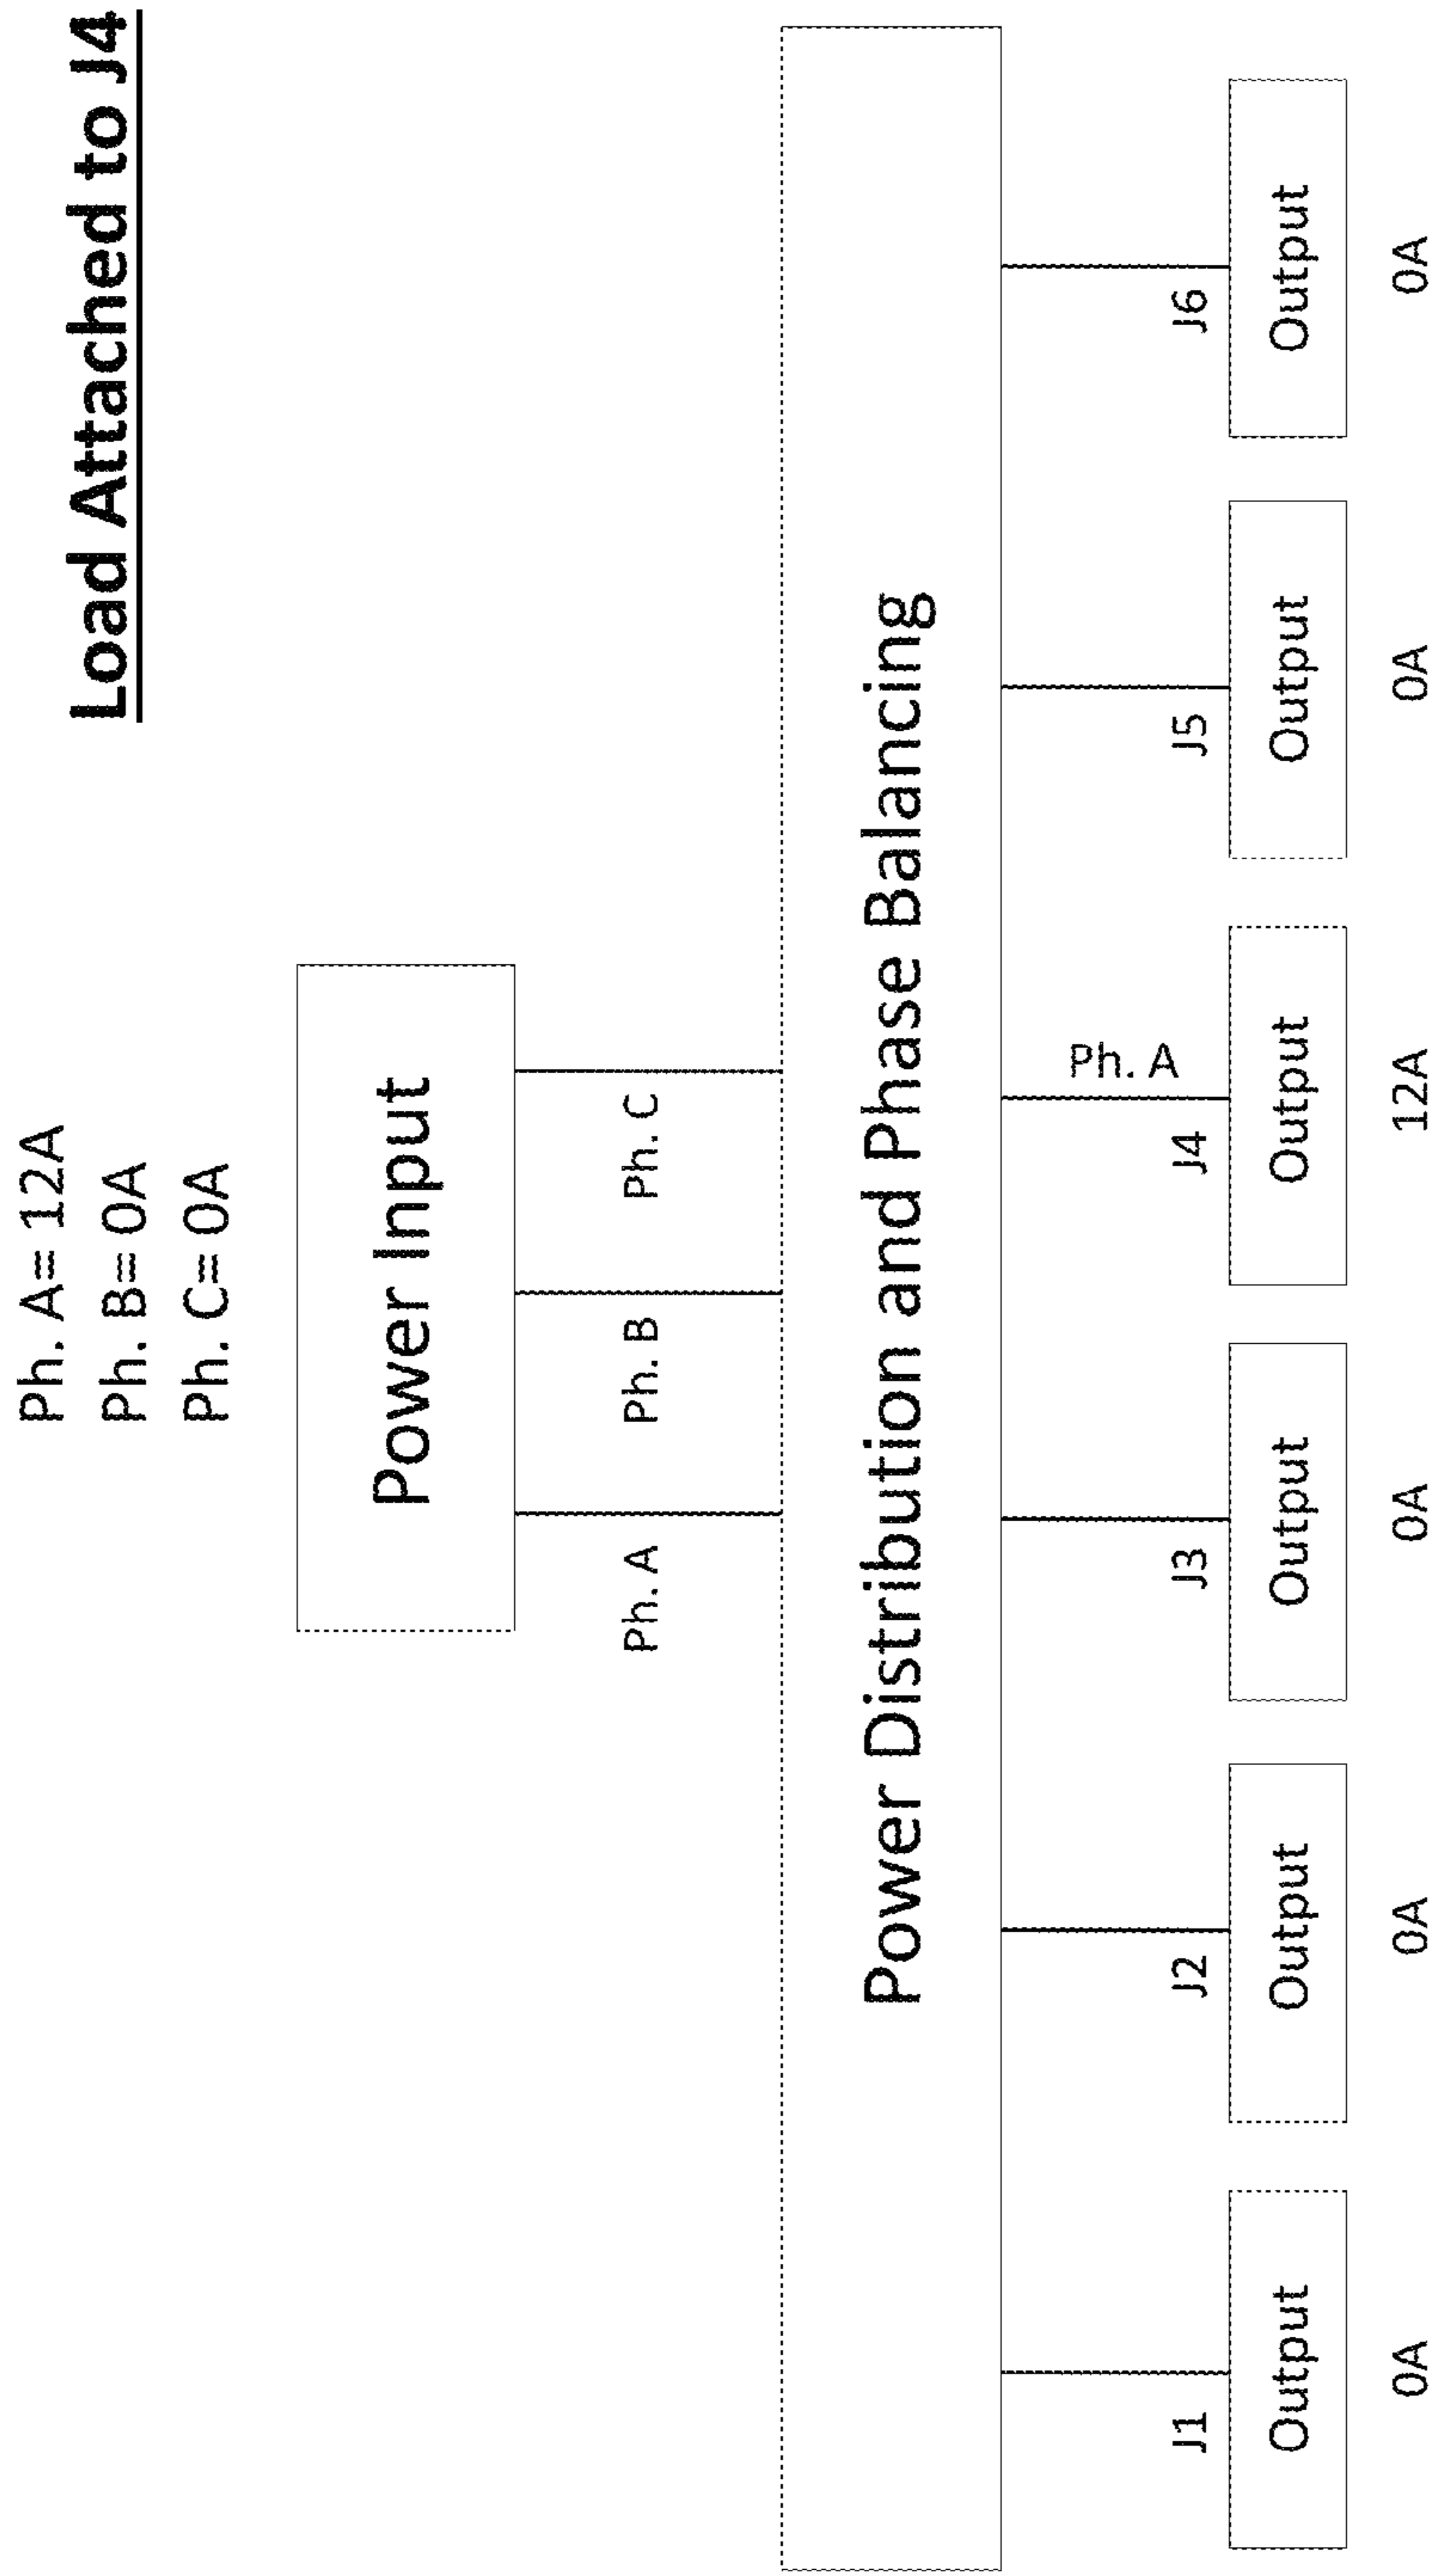 Load Attached to J4
Ph. A= 12A
Ph. B= 0A
Ph. C= 0A
Power Input
Ph. A
Ph. B
Ph. C
Power Distribution and Phase Balancing
Ph. A
J1
J2
J3
J4
J5
J6
Output
Output
Output
Output
Output
Output
0A
0A
0A
12A
0A
0A